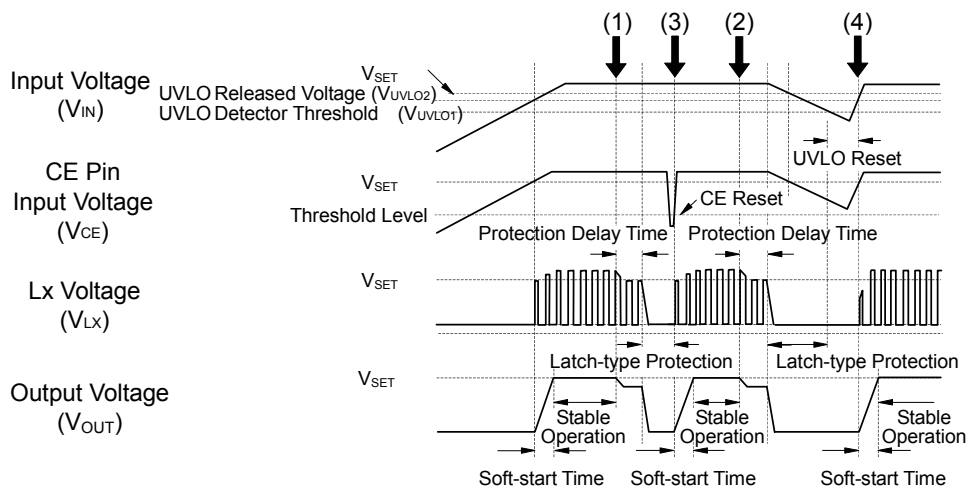 (1) (3) (2) (4)
Input Voltage
(VIN)
VSET
UVLO Released Voltage (VUVLO2)
UVLO Detector Threshold (VUVLO1)
UVLO Reset
CE Pin
Input Voltage
(VCE)
VSET
Threshold Level
CE Reset
Protection Delay Time Protection Delay Time
Lx Voltage
(VLX)
VSET
Latch-type Protection Latch-type Protection
Output Voltage
(VOUT)
VSET
Stable Operation
Stable Operation
Stable Operation
Soft-start Time Soft-start Time Soft-start Time